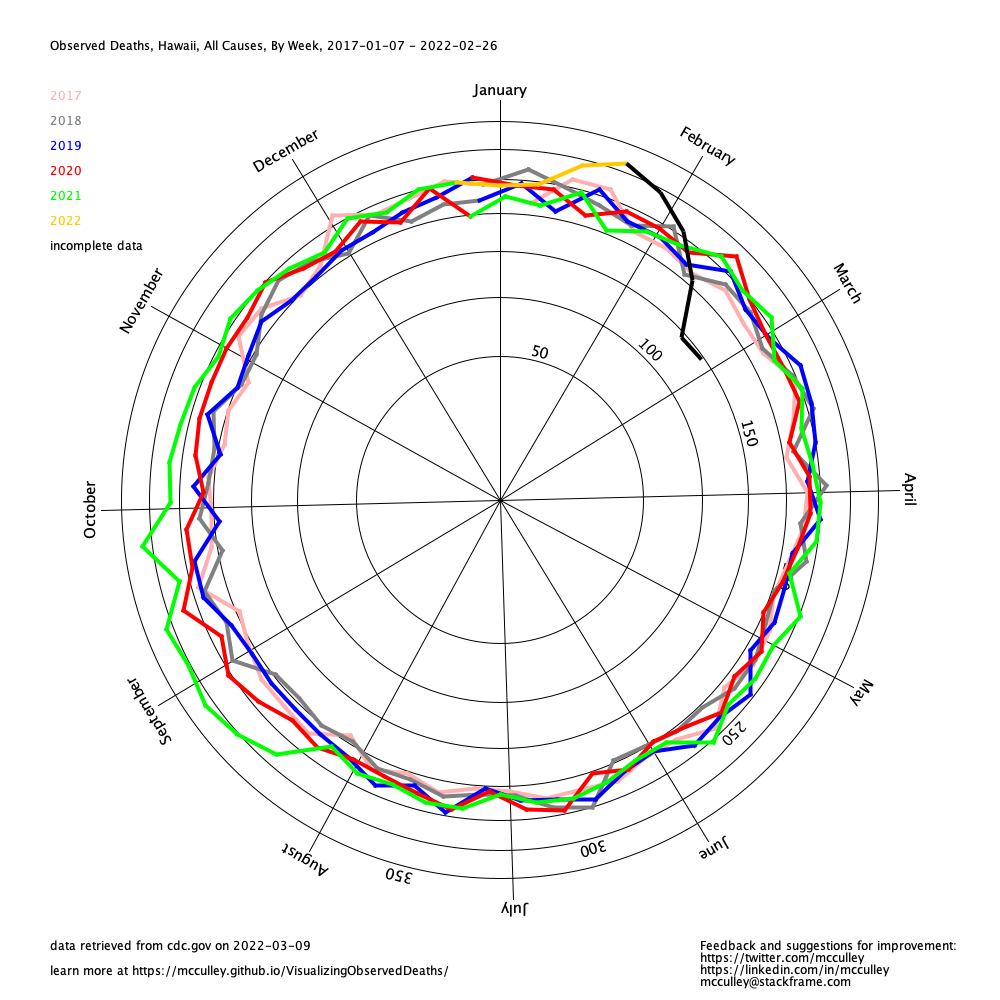 Observed Deaths, Hawaii, All Causes, By Week, 2017-01-07 - 2022-02-26
January
2017
2018
2019
2020
2021
2022
incomplete data
December
February
November
March
50
100
150
October
April
September
May
250
300
350
August
June
July
data retrieved from cdc.gov on 2022-03-09
learn more at https://mcculley.github.io/VisualizingObservedDeaths/
Feedback and suggestions for improvement:
https://twitter.com/mcculley
https://linkedin.com/in/mcculley
mcculley@stackframe.com